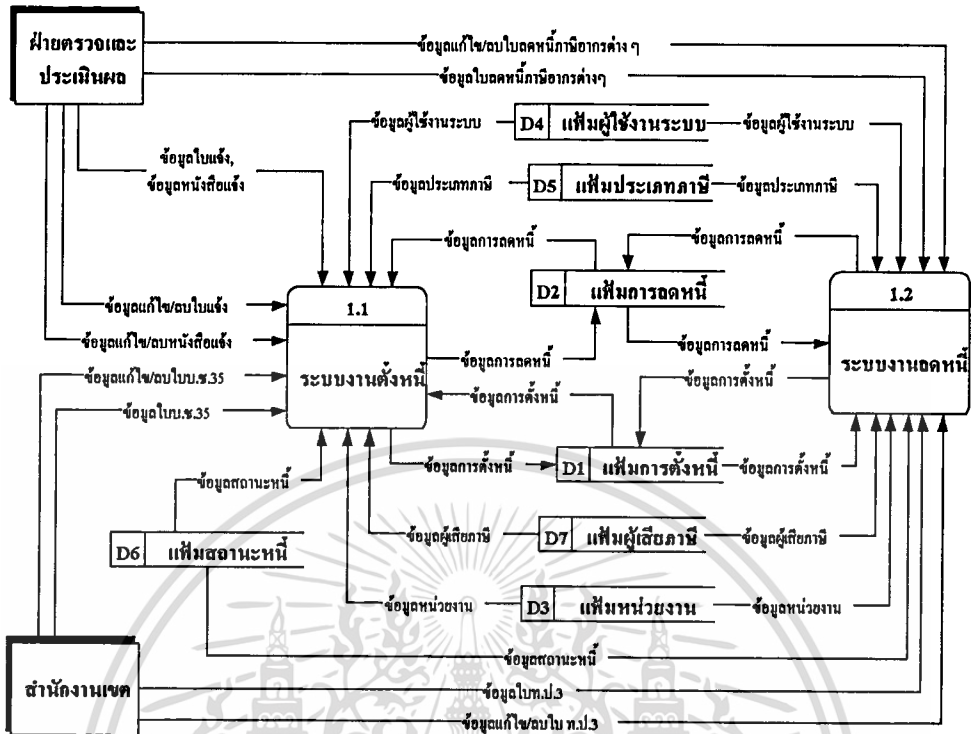 ฝ่ายตรวจและ
ประเมินผล
ข้อมูลแก้ไข/ลบใบลดหนี้ภาษีอากรต่าง ๆ
ข้อมูลใบลดหนี้ภาษีอากรต่างๆ
ข้อมูลผู้ใช้งานระบบ
D4
แฟ้มผู้ใช้งานระบบ
ข้อมูลผู้ใช้งานระบบ
ข้อมูลใบแจ้ง,
ข้อมูลหนังสือแจ้ง
ข้อมูลประเภทภาษี
D5
แฟ้มประเภทภาษี
ข้อมูลประเภทภาษี
ข้อมูลการลดหนี้
ข้อมูลการลดหนี้
D2
แฟ้มการลดหนี้
1.1
ระบบงานตั้งหนี้
1.2
ระบบงานลดหนี้
ข้อมูลแก้ไข/ลบใบแจ้ง
ข้อมูลแก้ไข/ลบหนังสือแจ้ง
ข้อมูลการลดหนี้
ข้อมูลการลดหนี้
ข้อมูลแก้ไข/ลบใบบ.ช.35
ข้อมูลใบบ.ช.35
ข้อมูลการตั้งหนี้
ข้อมูลการตั้งหนี้
ข้อมูลการตั้งหนี้
D1
แฟ้มการตั้งหนี้
ข้อมูลการตั้งหนี้
ข้อมูลสถานะหนี้
D6
แฟ้มสถานะหนี้
ข้อมูลผู้เสียภาษี
D7
แฟ้มผู้เสียภาษี
ข้อมูลผู้เสียภาษี
ข้อมูลหน่วยงาน
D3
แฟ้มหน่วยงาน
ข้อมูลหน่วยงาน
ข้อมูลสถานะหนี้
สำนักงานเขต
ข้อมูลใบท.ป.3
ข้อมูลแก้ไข/ลบใบ ท.ป.3